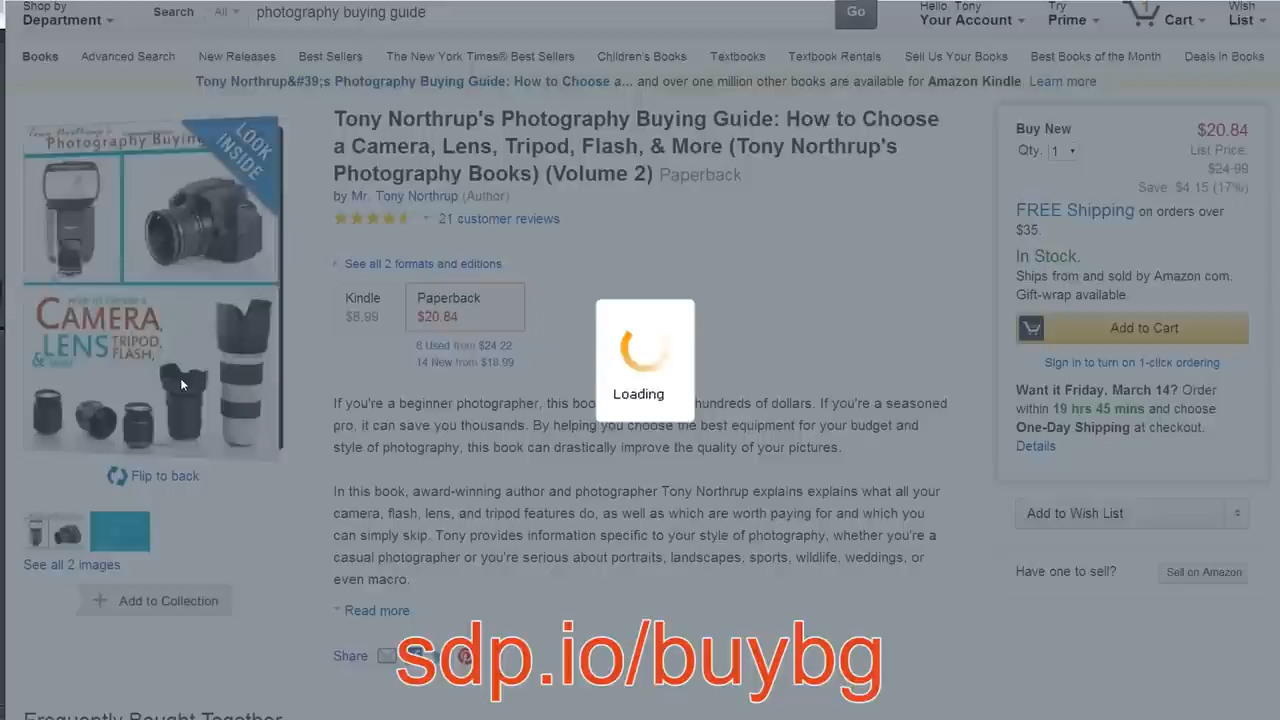 Shop by
Department
Search
All
photography buying guide
Go
Hello, Tony
Your Account
Try
Prime
1
Cart
Wish
List
Books
Advanced Search
New Releases
Best Sellers
The New York Times® Best Sellers
Children's Books
Textbooks
Textbook Rentals
Sell Us Your Books
Best Books of the Month
Deals in Books
Tony Northrup&#39;s Photography Buying Guide: How to Choose a... and over one million other books are available for Amazon Kindle Learn more
Tony Northrup's
Photography Buying
LOOK
INSIDE
HOW TO CHOOSE A
CAMERA,
LENS TRIPOD,
FLASH,
& MORE
Flip to back
See all 2 images
Add to Collection
Tony Northrup's Photography Buying Guide: How to Choose
a Camera, Lens, Tripod, Flash, & More (Tony Northrup's
Photography Books) (Volume 2) Paperback
by Mr. Tony Northrup (Author)
21 customer reviews
See all 2 formats and editions
Kindle
$8.99
Paperback
$20.84
6 Used from $24.22
14 New from $18.99
Loading
If you're a beginner photographer, this boo hundreds of dollars. If you're a seasoned
pro, it can save you thousands. By helping you choose the best equipment for your budget and
style of photography, this book can drastically improve the quality of your pictures.
In this book, award-winning author and photographer Tony Northrup explains explains what all your
camera, flash, lens, and tripod features do, as well as which are worth paying for and which you
can simply skip. Tony provides information specific to your style of photography, whether you're a
casual photographer or you're serious about portraits, landscapes, sports, wildlife, weddings, or
even macro.
Read more
Share
sdp.io/buybg
Buy New
$20.84
Qty. 1
List Price:
$24.99
Save: $4.15 (17%)
FREE Shipping on orders over
$35.
In Stock.
Ships from and sold by Amazon.com.
Gift-wrap available.
Add to Cart
Sign in to turn on 1-click ordering
Want it Friday, March 14? Order
within 19 hrs 45 mins and choose
One-Day Shipping at checkout.
Details
Add to Wish List
Have one to sell?
Sell on Amazon
Frequently Bought Together